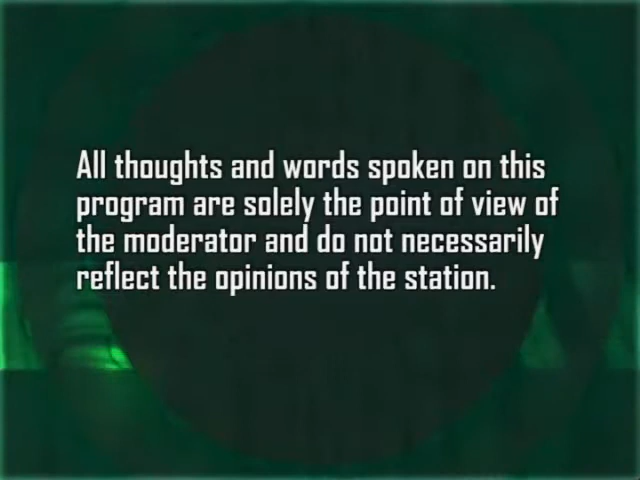 All thoughts and words spoken on this
program are solely the point of view of
the moderator and do not necessarily
reflect the opinions of the station.